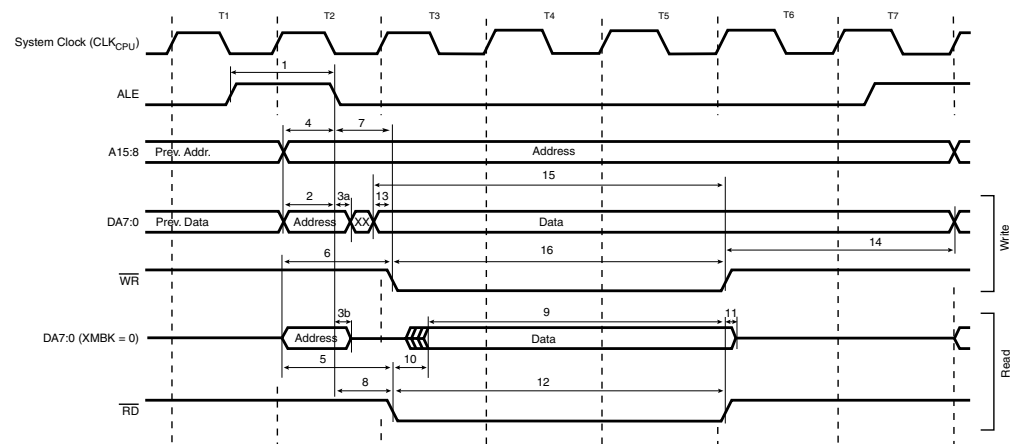 T1 T2 T3 T4 T5 T6 T7
System Clock (CLKCPU)
1
ALE
4 7
A15:8 Prev. Addr. Address
15
2 3a 13
DA7:0 Prev. Data Address XX Data
14
6 16
WR
Write
3b 9 11
DA7:0 (XMBK = 0) Address Data
5 10
8 12
RD
Read